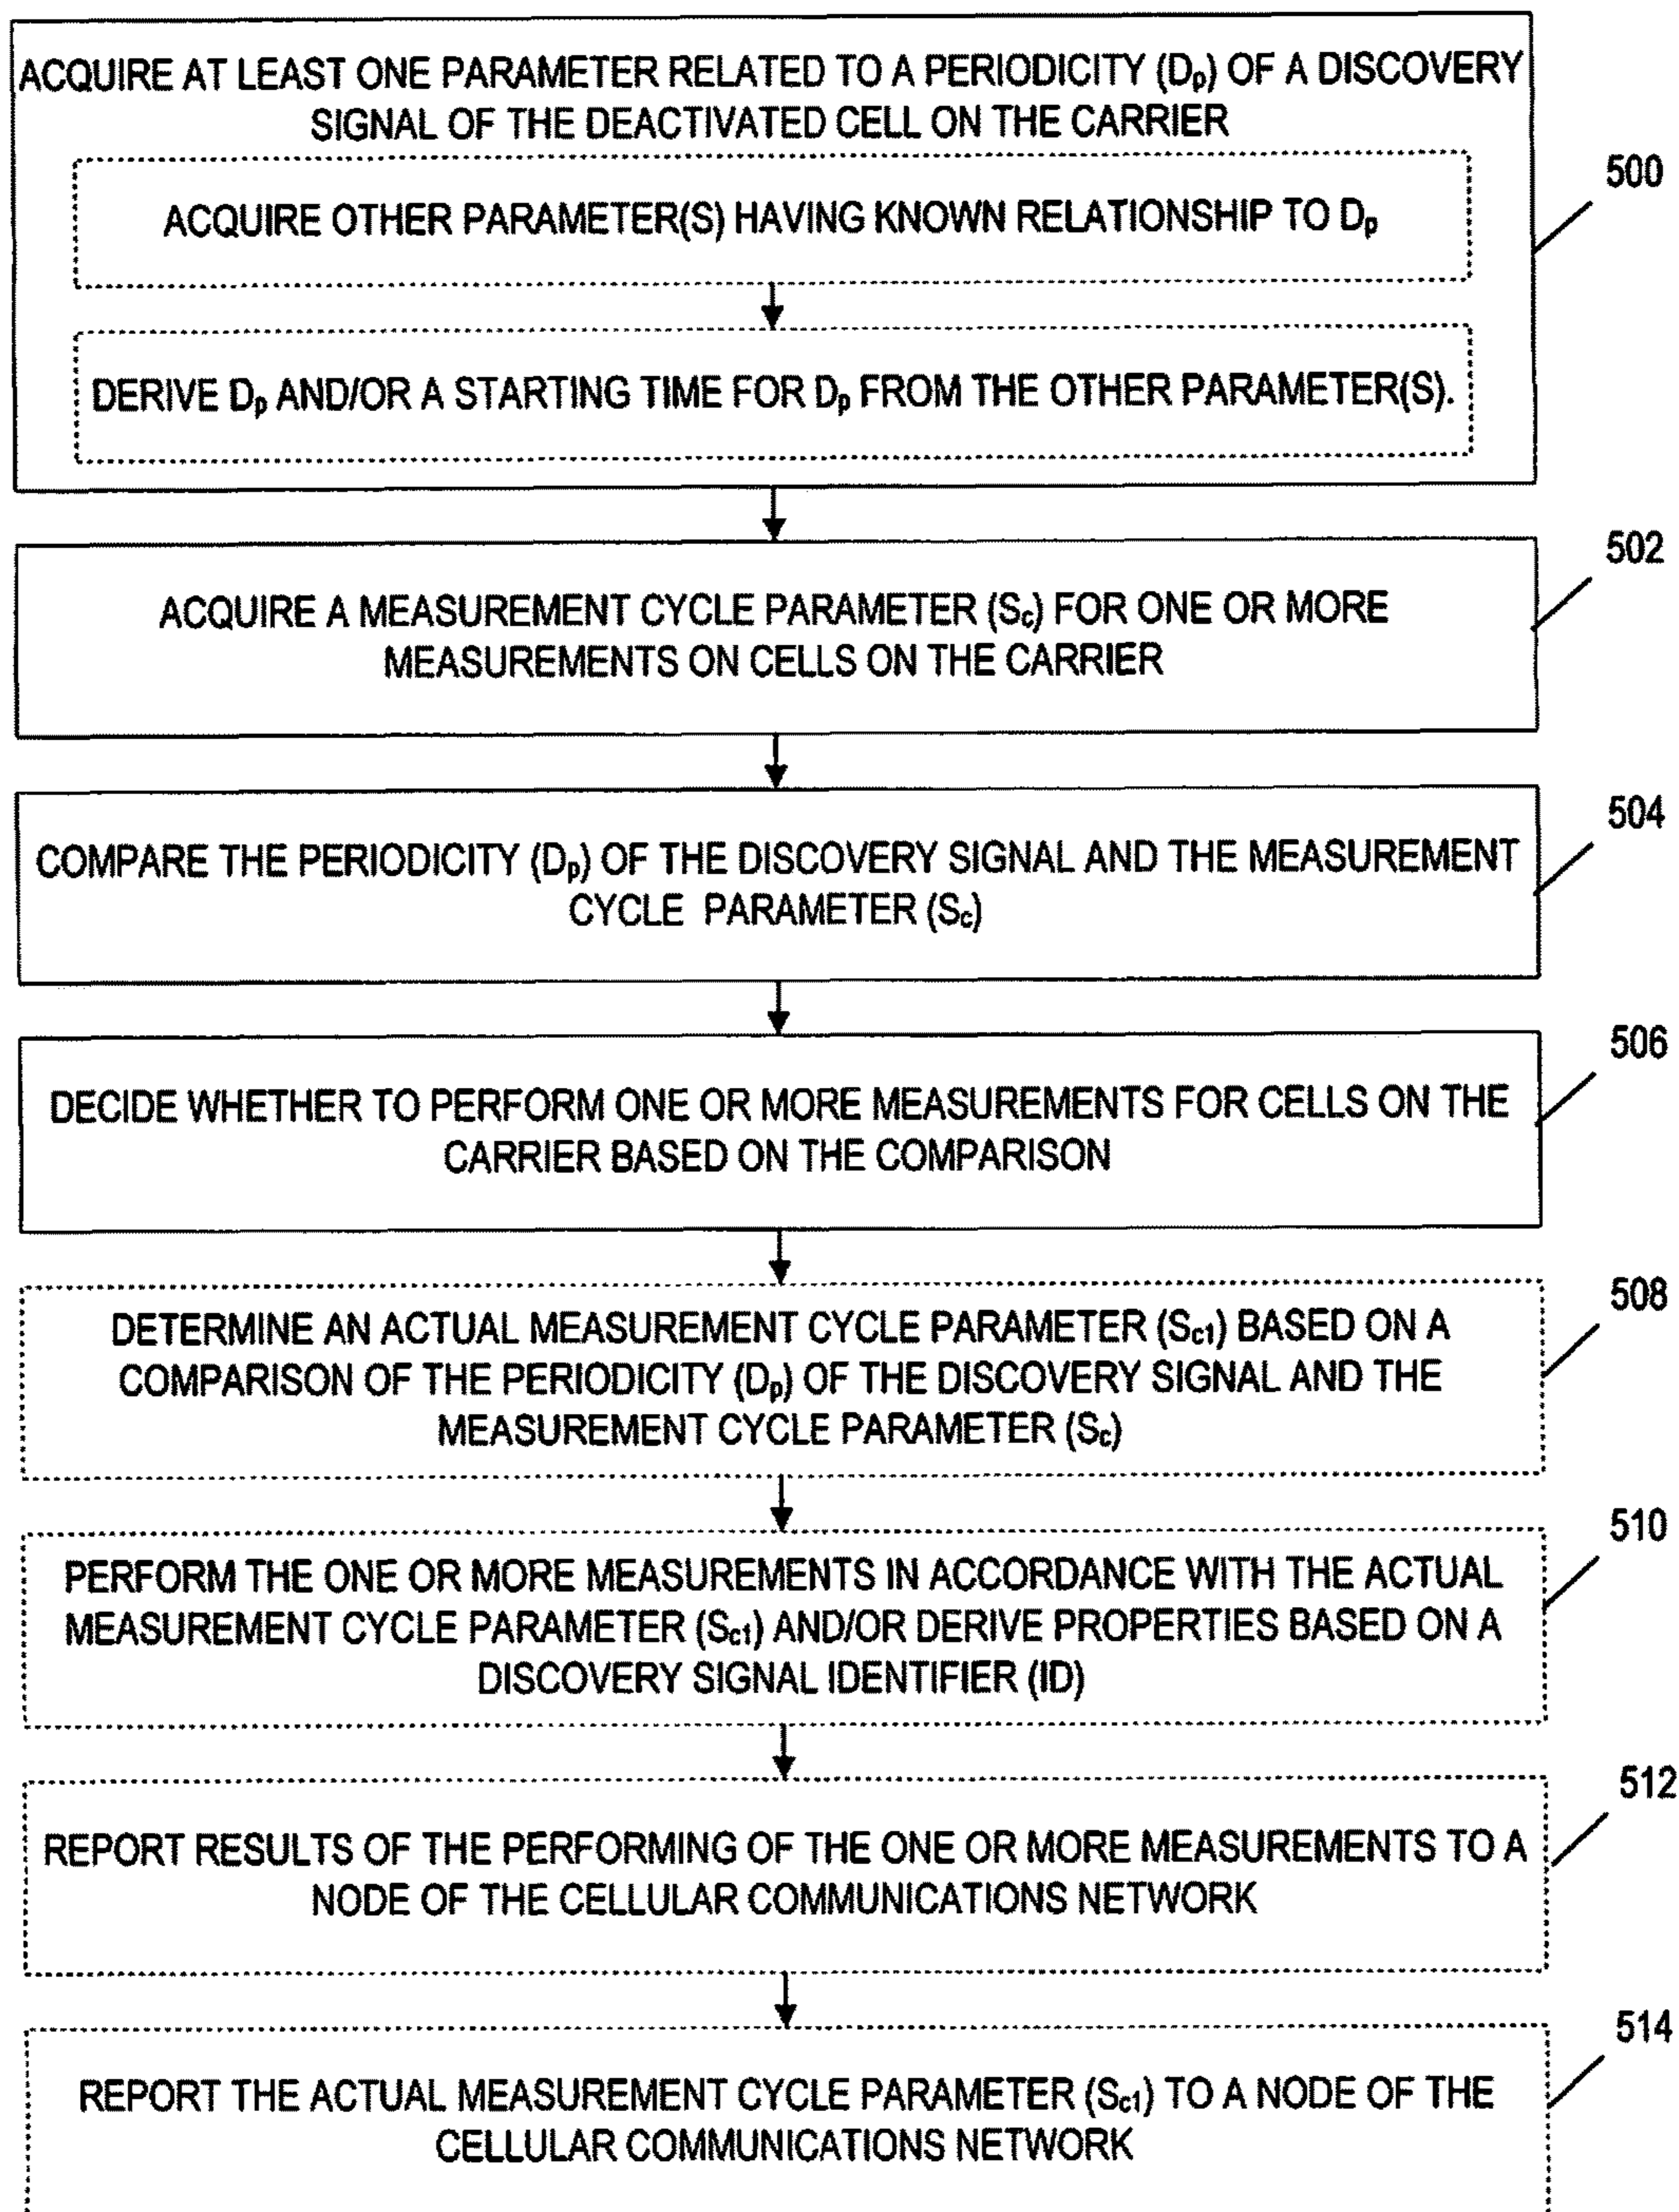 ACQUIRE AT LEAST ONE PARAMETER RELATED TO A PERIODICITY (Dp) OF A DISCOVERY
SIGNAL OF THE DEACTIVATED CELL ON THE CARRIER
500
ACQUIRE OTHER PARAMETER(S) HAVING KNOWN RELATIONSHIP TO Dp
DERIVE Dp AND/OR A STARTING TIME FOR Dp FROM THE OTHER PARAMETER(S).
502
ACQUIRE A MEASUREMENT CYCLE PARAMETER (Sc) FOR ONE OR MORE
MEASUREMENTS ON CELLS ON THE CARRIER
504
COMPARE THE PERIODICITY (Dp) OF THE DISCOVERY SIGNAL AND THE MEASUREMENT
CYCLE PARAMETER (Sc)
506
DECIDE WHETHER TO PERFORM ONE OR MORE MEASUREMENTS FOR CELLS ON THE
CARRIER BASED ON THE COMPARISON
508
DETERMINE AN ACTUAL MEASUREMENT CYCLE PARAMETER (Sc1) BASED ON A
COMPARISON OF THE PERIODICITY (Dp) OF THE DISCOVERY SIGNAL AND THE
MEASUREMENT CYCLE PARAMETER (Sc)
510
PERFORM THE ONE OR MORE MEASUREMENTS IN ACCORDANCE WITH THE ACTUAL
MEASUREMENT CYCLE PARAMETER (Sc1) AND/OR DERIVE PROPERTIES BASED ON A
DISCOVERY SIGNAL IDENTIFIER (ID)
512
REPORT RESULTS OF THE PERFORMING OF THE ONE OR MORE MEASUREMENTS TO A
NODE OF THE CELLULAR COMMUNICATIONS NETWORK
514
REPORT THE ACTUAL MEASUREMENT CYCLE PARAMETER (Sc1) TO A NODE OF THE
CELLULAR COMMUNICATIONS NETWORK